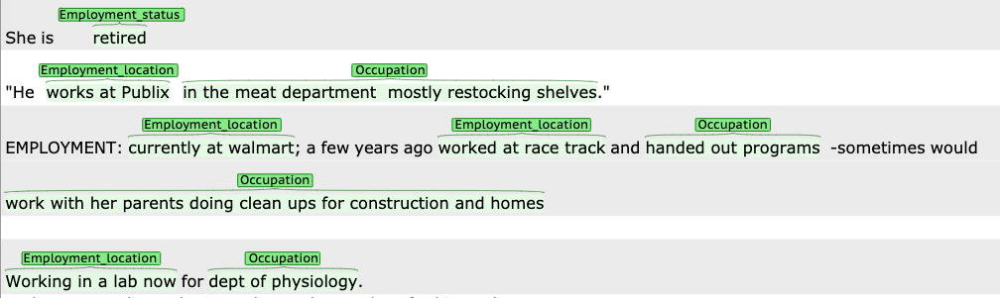 Employment_status
She is retired
Employment_location Occupation
"He works at Publix in the meat department mostly restocking shelves."
Employment_location Employment_location Occupation
EMPLOYMENT: currently at walmart; a few years ago worked at race track and handed out programs -sometimes would
Occupation
work with her parents doing clean ups for construction and homes
Employment_location Occupation
Working in a lab now for dept of physiology.